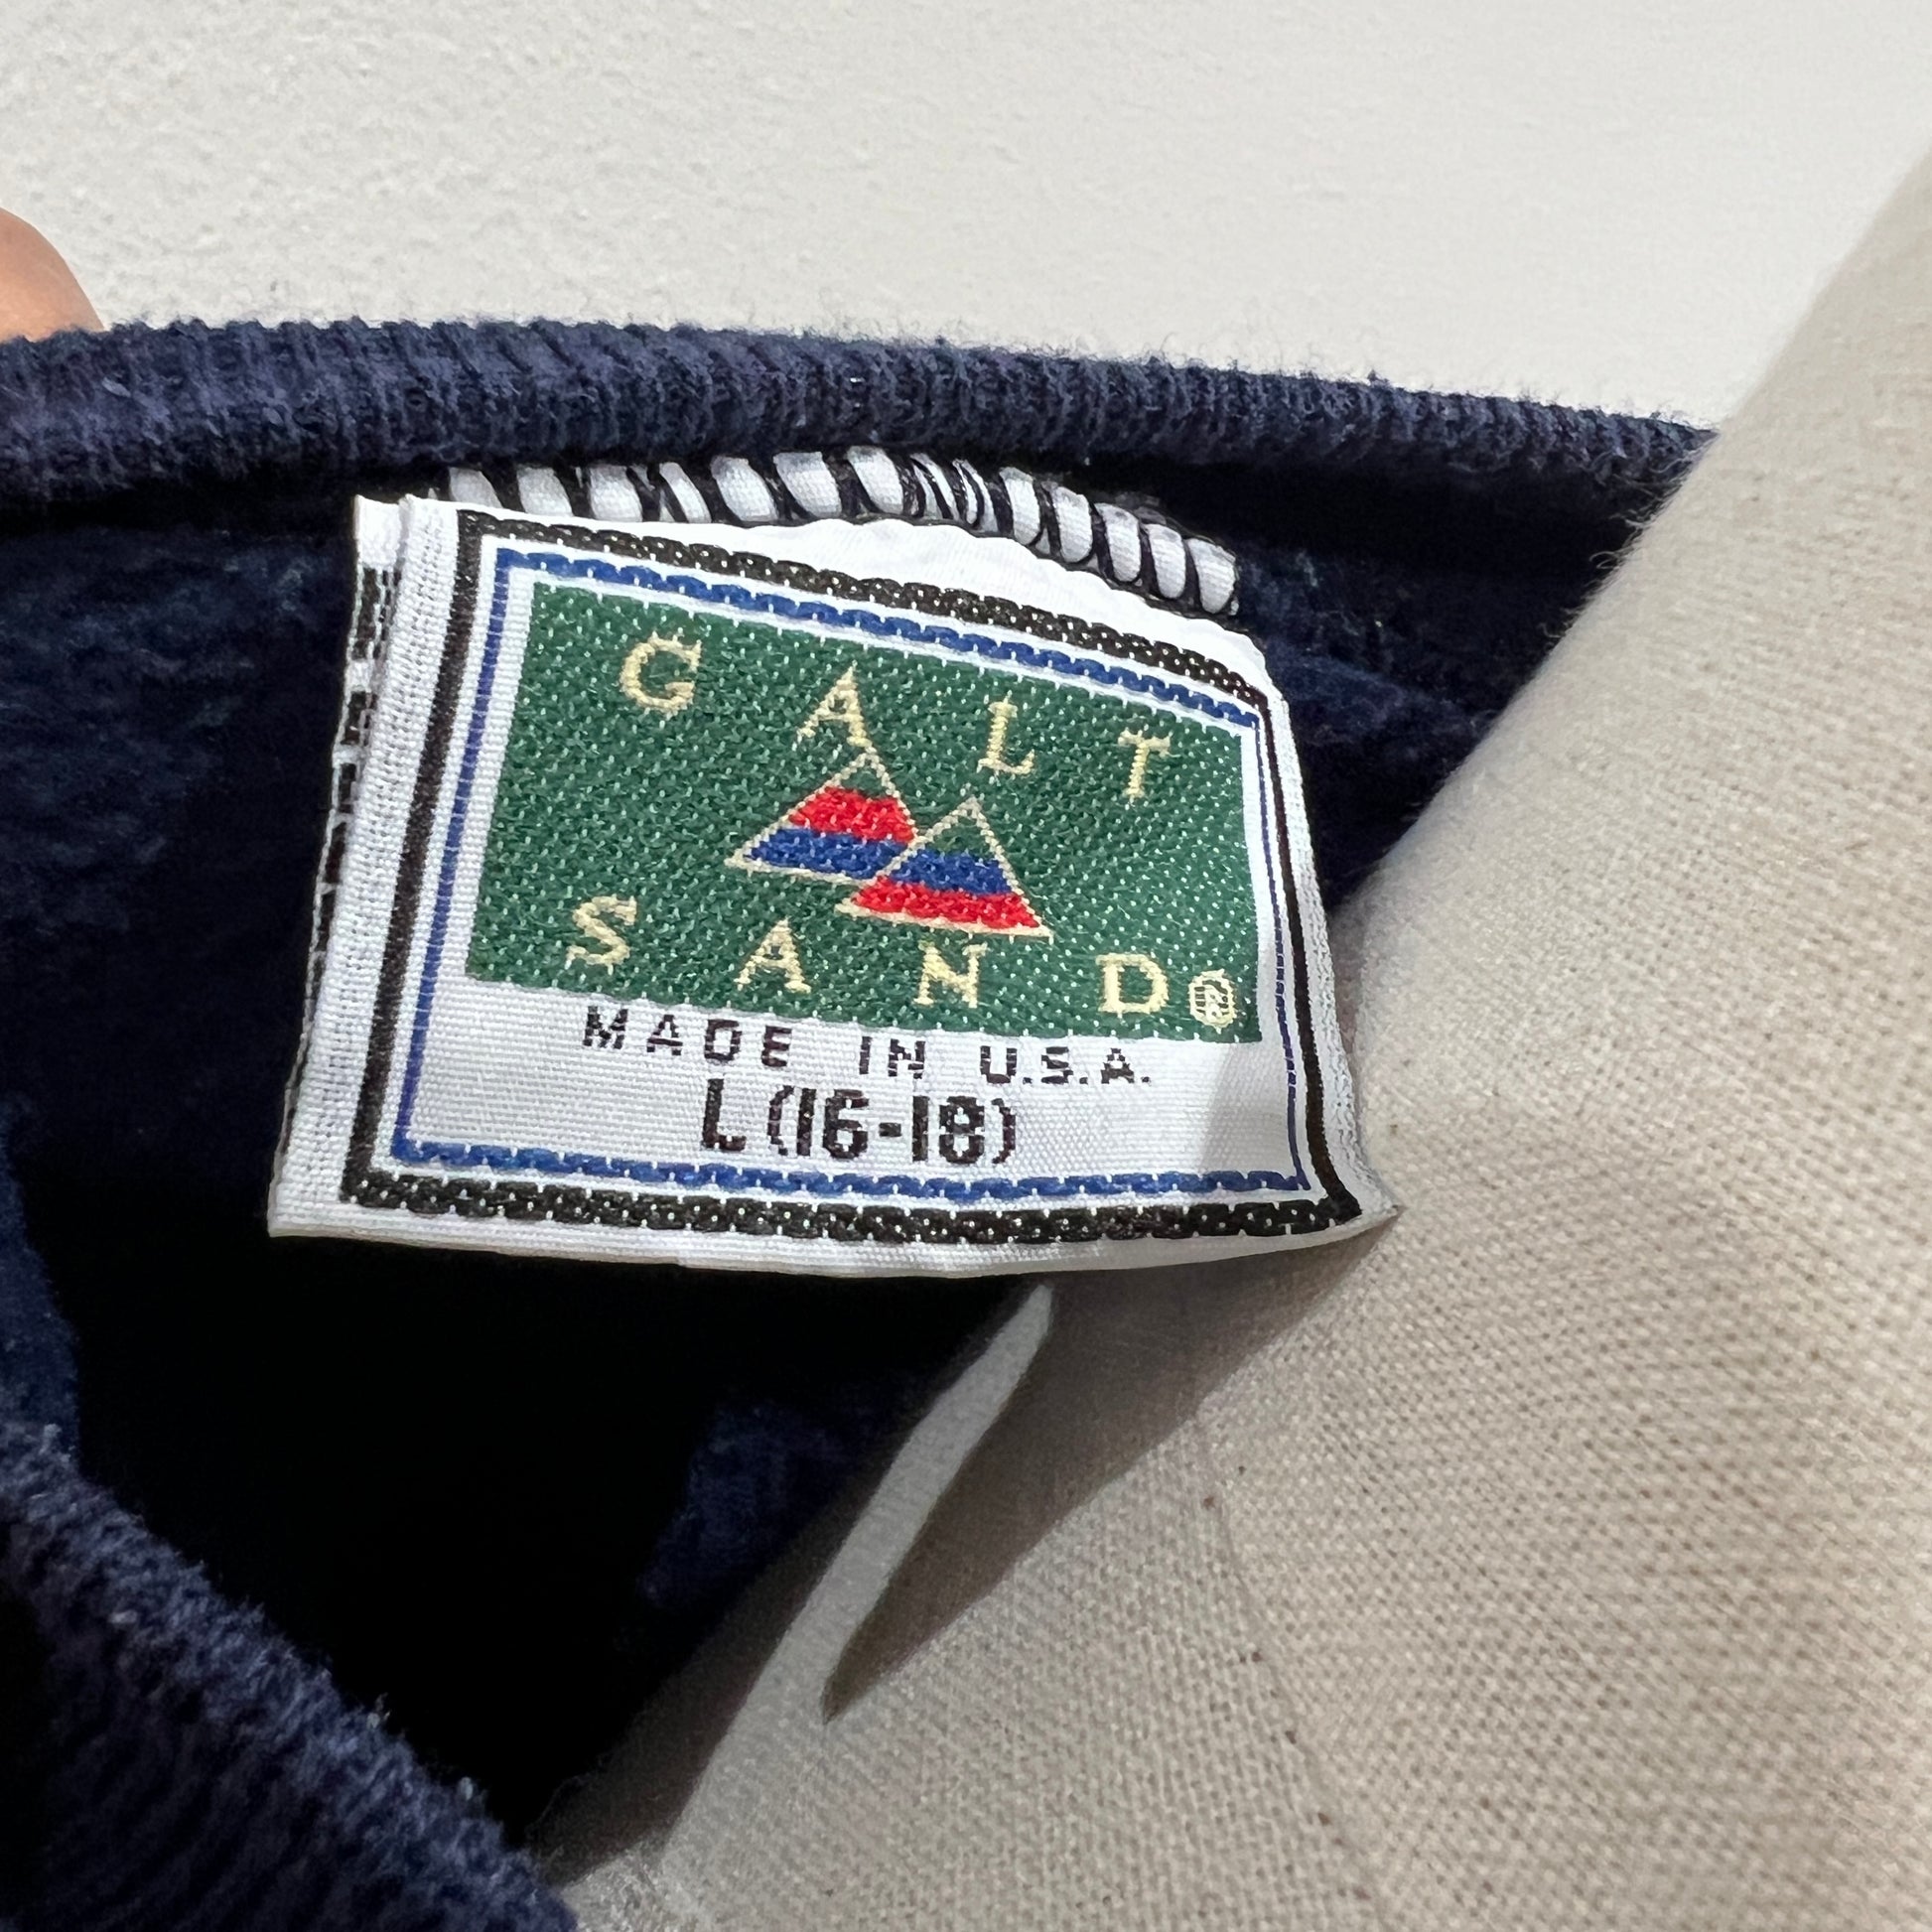 GALT
SAND®
MADE IN U.S.A.
L (16-18)